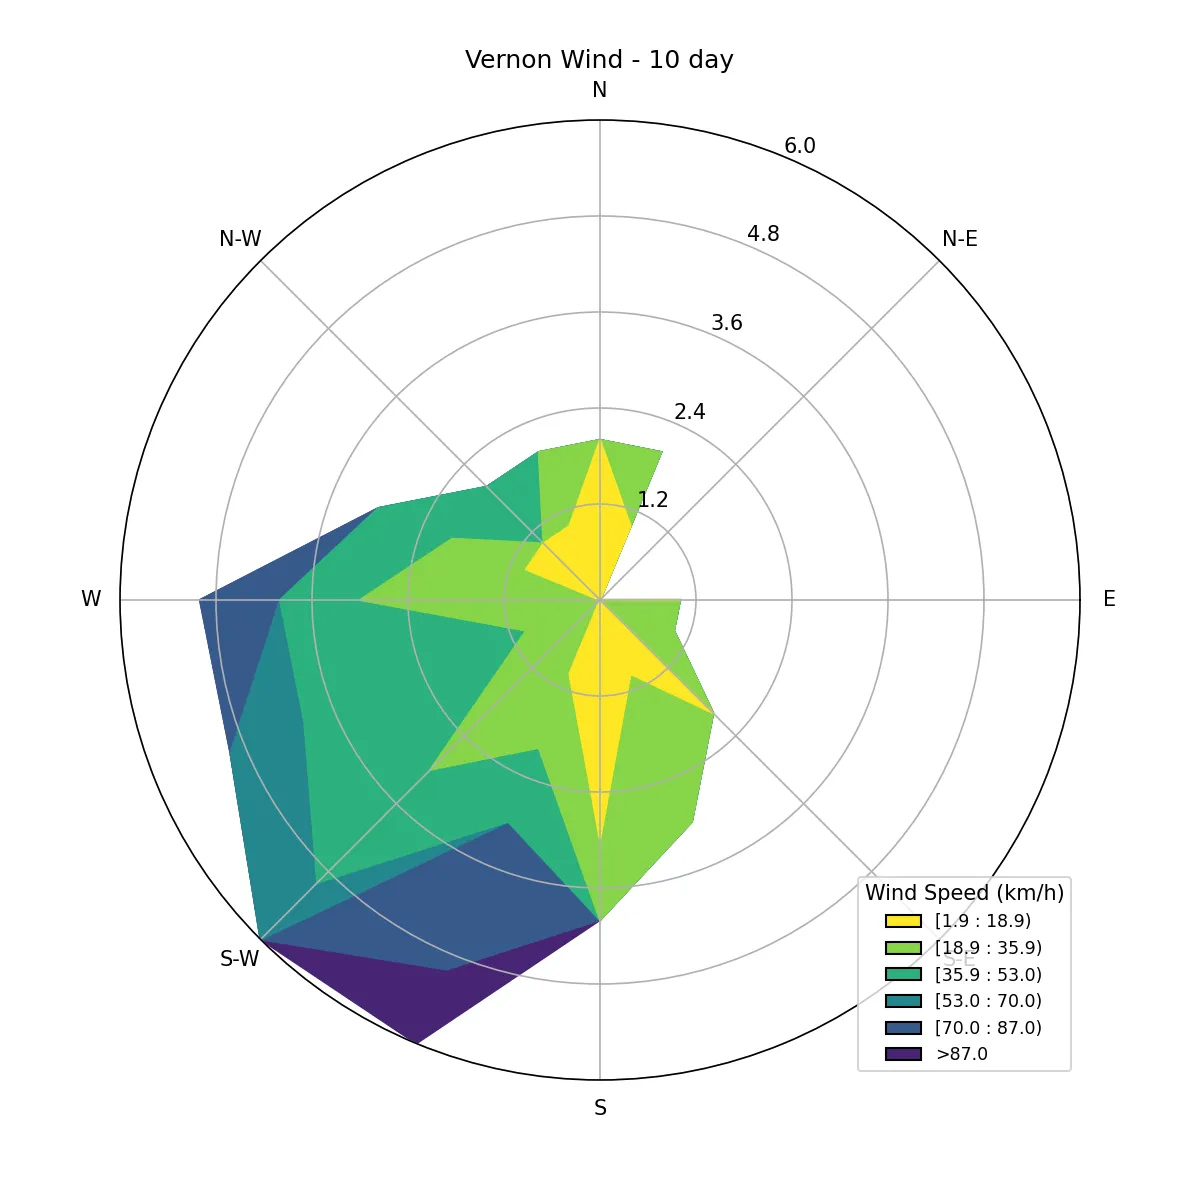 Vernon Wind - 10 day
N
6.0
N-W
4.8
N-E
3.6
2.4
1.2
W
E
Wind Speed (km/h)
[1.9 : 18.9)
[18.9 : 35.9)
S-E
[35.9 : 53.0)
[53.0 : 70.0)
[70.0 : 87.0)
>87.0
S-W
S